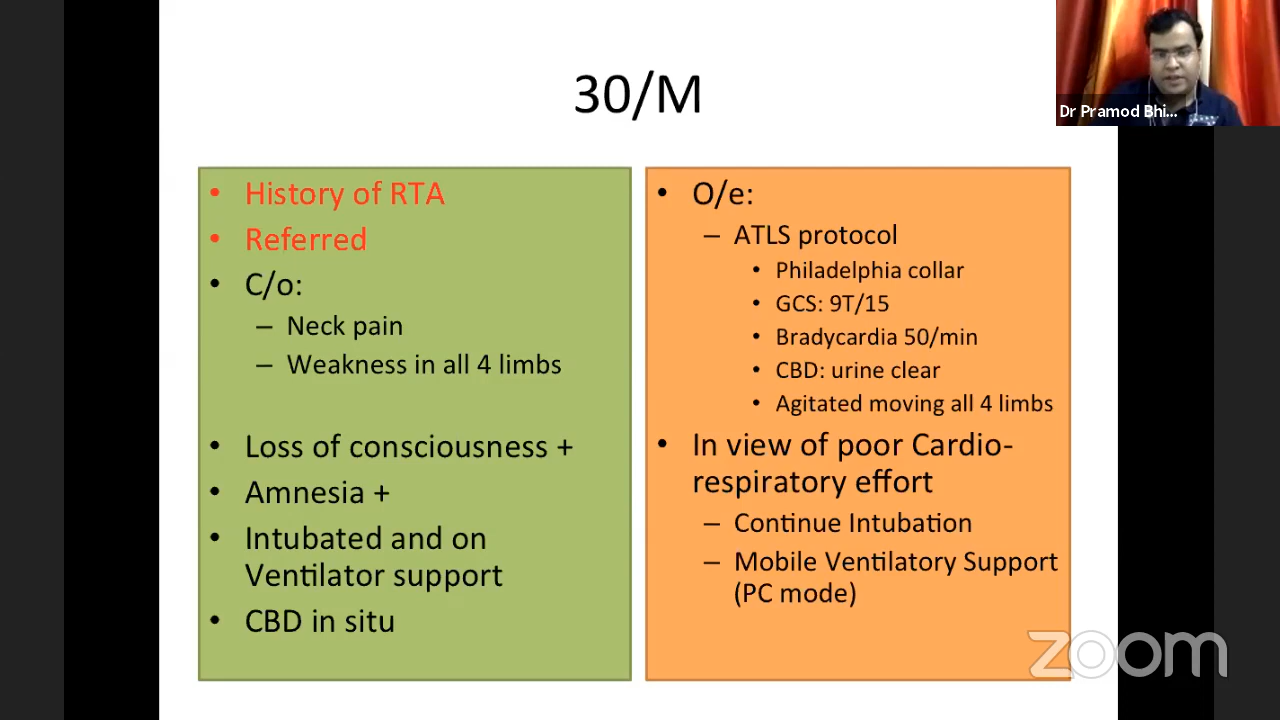 30/M
Dr Pramod Bhi...
• History of RTA
• Referred
• C/o:
– Neck pain
– Weakness in all 4 limbs
• Loss of consciousness +
• Amnesia +
• Intubated and on
Ventilator support
• CBD in situ
• O/e:
– ATLS protocol
• Philadelphia collar
• GCS: 9T/15
• Bradycardia 50/min
• CBD: urine clear
• Agitated moving all 4 limbs
• In view of poor Cardio-
respiratory effort
– Continue Intubation
– Mobile Ventilatory Support
(PC mode)
zoom